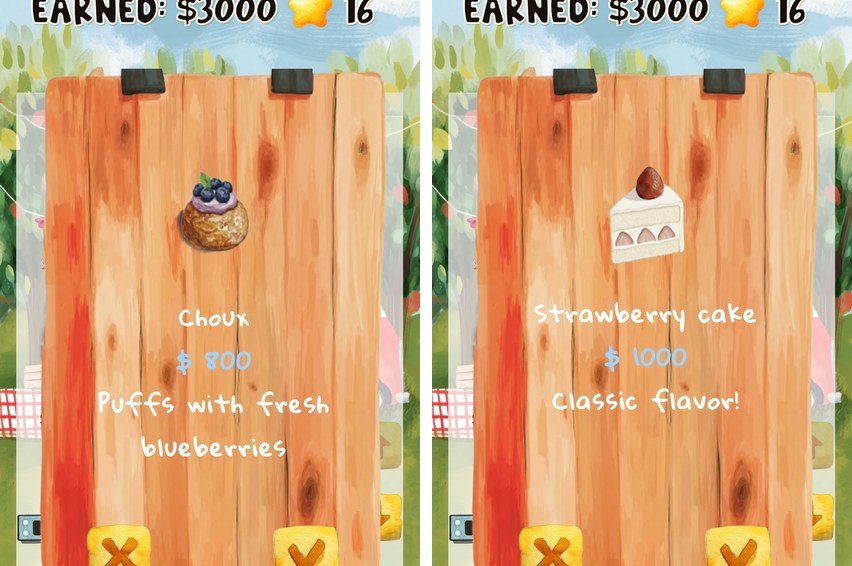 EARNED: $3000 16
Choux
$ 800
Puffs with fresh
blueberries
EARNED: $3000 16
Strawberry cake
$ 1000
Classic flavor!